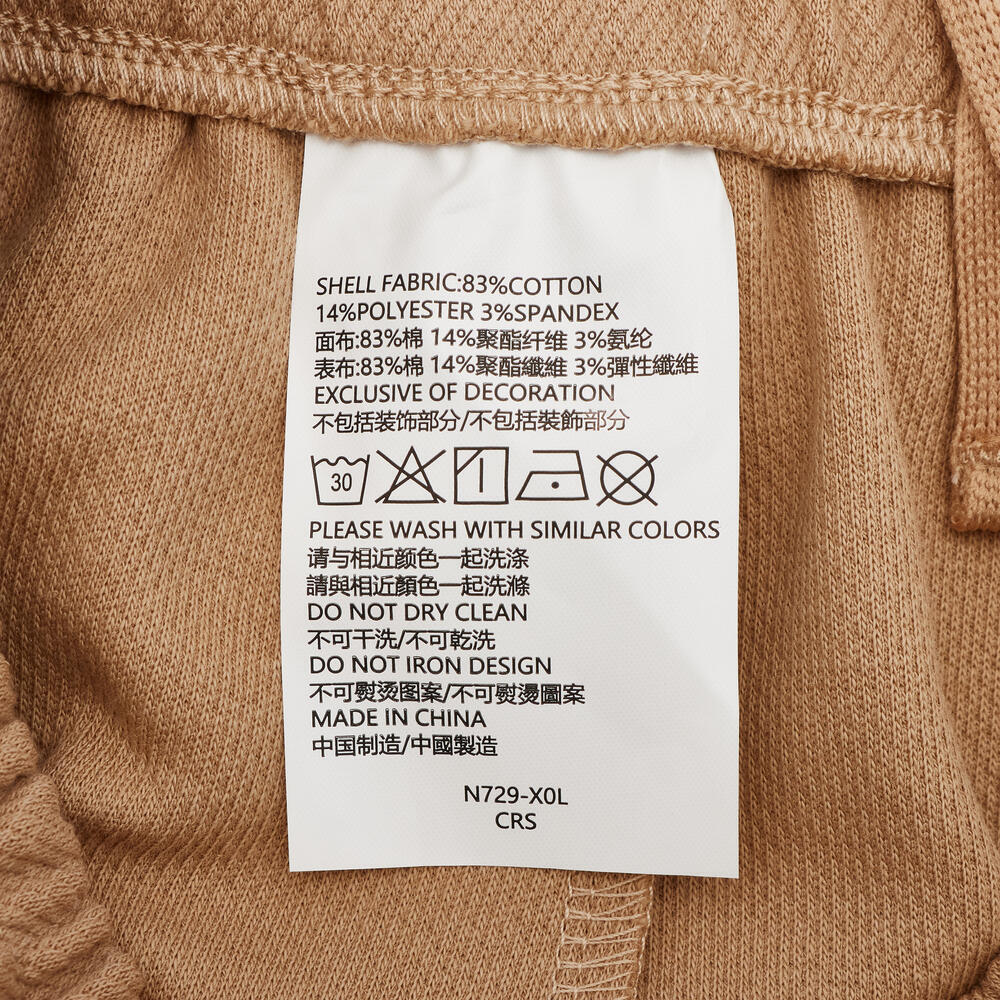 SHELL FABRIC:83%COTTON
14%POLYESTER 3%SPANDEX
面布:83%棉 14%聚酯纤维 3%氨纶
表布:83%棉 14%聚酯纖維 3%彈性纖維
EXCLUSIVE OF DECORATION
不包括装饰部分/不包括裝飾部分
30
PLEASE WASH WITH SIMILAR COLORS
请与相近颜色一起洗涤
請與相近顏色一起洗滌
DO NOT DRY CLEAN
不可干洗/不可乾洗
DO NOT IRON DESIGN
不可熨烫图案/不可熨燙圖案
MADE IN CHINA
中国制造/中國製造
N729-X0L
CRS